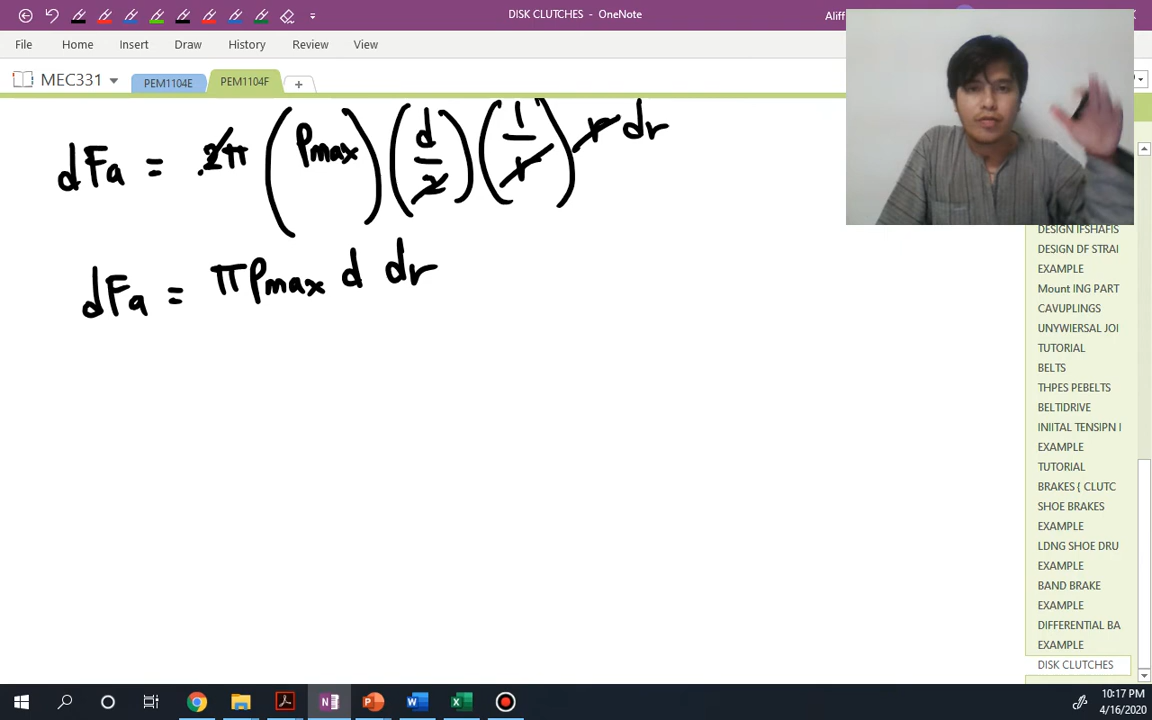 DISK CLUTCHES - OneNote
Aliff
File Home Insert Draw History Review View
MEC331 PEM1104E PEM1104F
dFa = 2π (Pmax) (d/2) (1/r) r dr
dFa = πPmax d dr
DESIGN IFSHAFIS
DESIGN DF STRAI
EXAMPLE
Mount ING PART
CAVUPLINGS
UNYWIERSAL JOI
TUTORIAL
BELTS
THPES PEBELTS
BELTIDRIVE
INIITAL TENSIPN I
EXAMPLE
TUTORIAL
BRAKES { CLUTC
SHOE BRAKES
EXAMPLE
LDNG SHOE DRU
EXAMPLE
BAND BRAKE
EXAMPLE
DIFFERENTIAL BA
EXAMPLE
DISK CLUTCHES
10:17 PM
4/16/2020